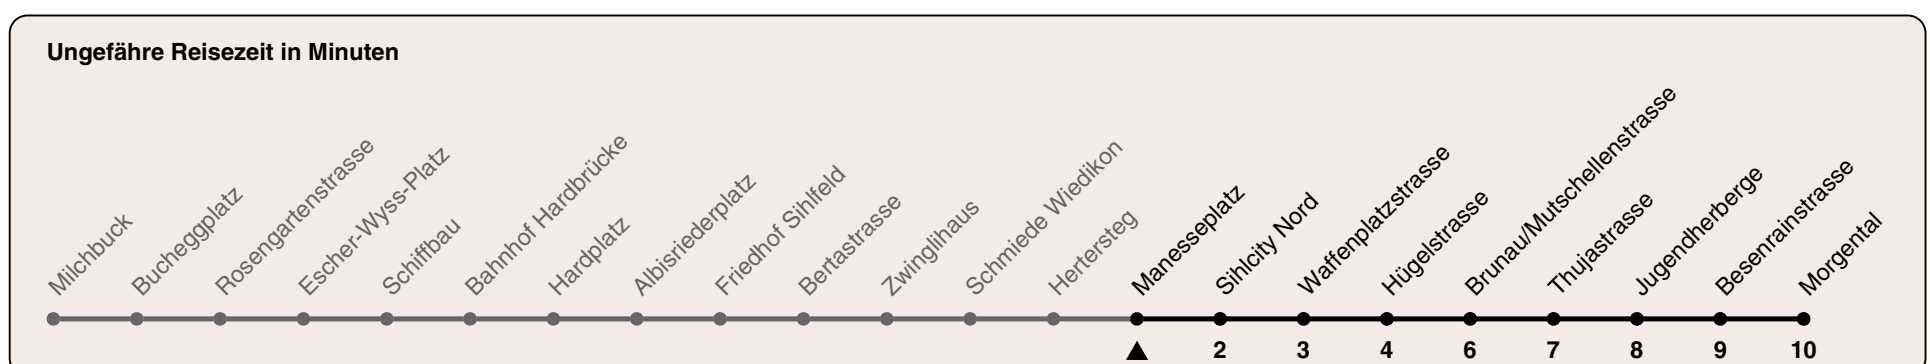 Ungefähre Reisezeit in Minuten
Milchbuck
Bucheggplatz
Rosengartenstrasse
Escher-Wyss-Platz
Schiffbau
Bahnhof Hardbrücke
Hardplatz
Albisriederplatz
Friedhof Sihlfeld
Bertastrasse
Zwinglihaus
Schmiede Wiedikon
Hertersteg
Manesseplatz
Sihlcity Nord
Waffenplatzstrasse
Hügelstrasse
Brunau/Mutschellenstrasse
Thujastrasse
Jugendherberge
Besenrainstrasse
Morgental
2 3 4 6 7 8 9 10